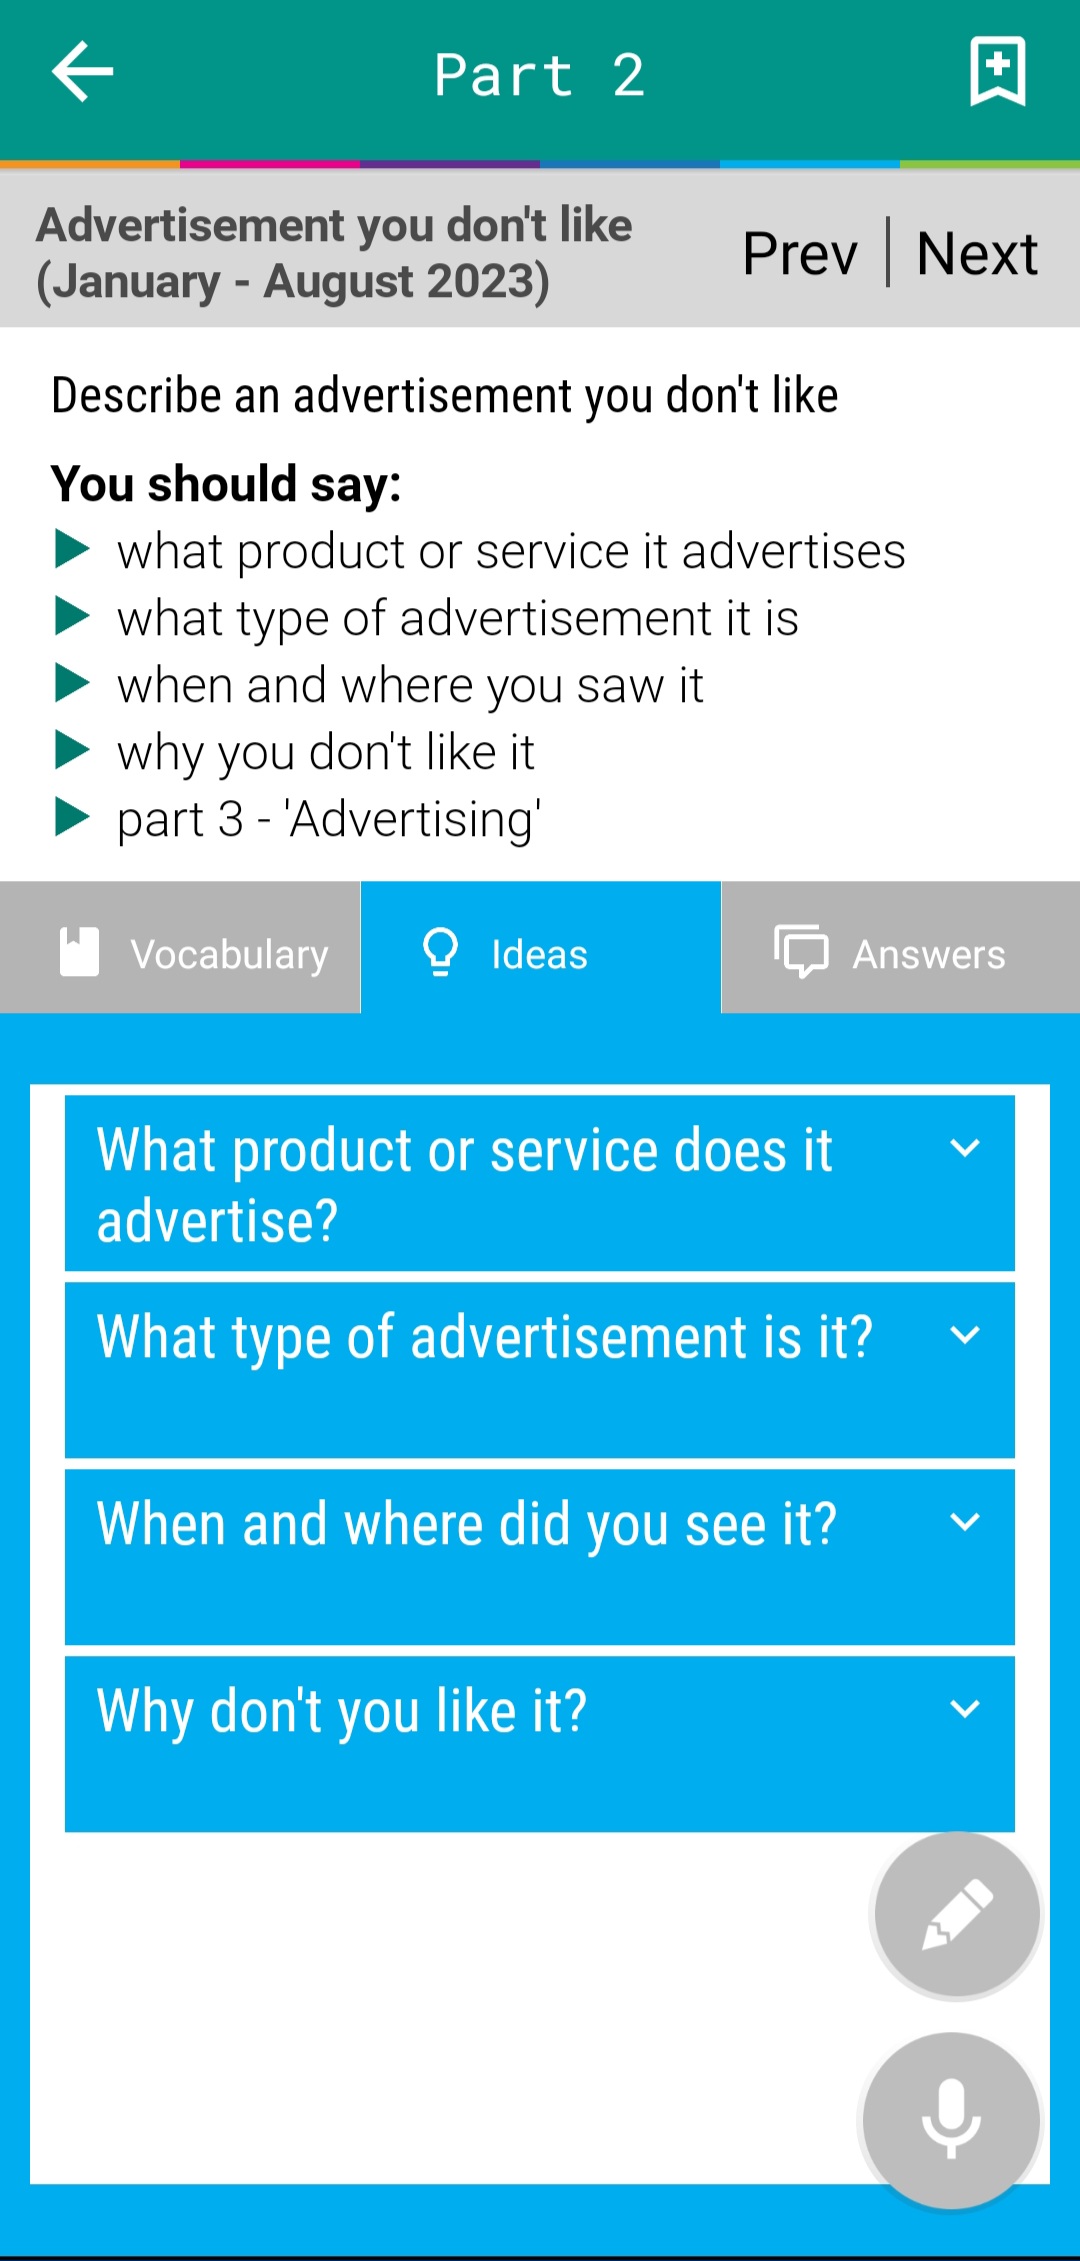 Part 2
Advertisement you don't like
(January - August 2023)
Prev | Next
Describe an advertisement you don't like
You should say:
what product or service it advertises
what type of advertisement it is
when and where you saw it
why you don't like it
part 3 - 'Advertising'
Vocabulary
Ideas
Answers
What product or service does it
advertise?
What type of advertisement is it?
When and where did you see it?
Why don't you like it?